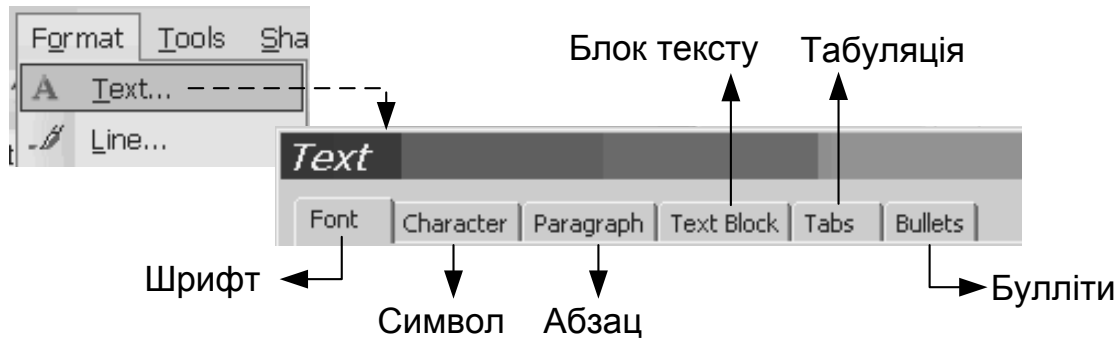 Format Tools Sha
Text...
Line...
Блок тексту Табуляція
Text
Font Character Paragraph Text Block Tabs Bullets
Шрифт
Символ Абзац
Булліти